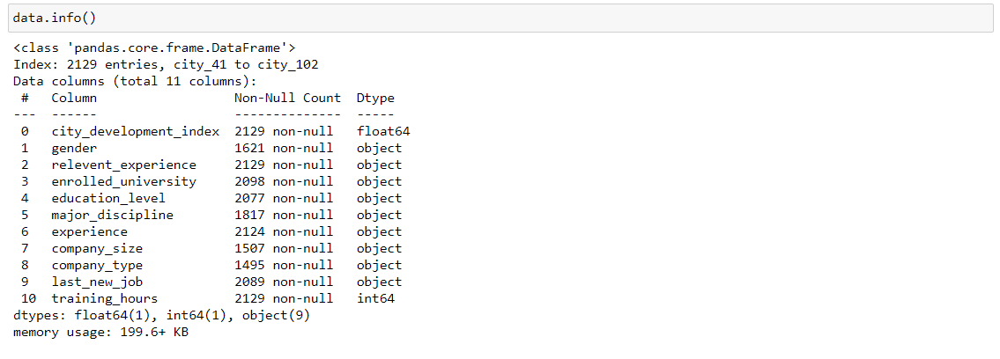 data.info()
<class 'pandas.core.frame.DataFrame'>
Index: 2129 entries, city_41 to city_102
Data columns (total 11 columns):
 #   Column                  Non-Null Count  Dtype
---  ------                  --------------  -----
 0   city_development_index  2129 non-null   float64
 1   gender                  1621 non-null   object
 2   relevent_experience     2129 non-null   object
 3   enrolled_university     2098 non-null   object
 4   education_level         2077 non-null   object
 5   major_discipline        1817 non-null   object
 6   experience              2124 non-null   object
 7   company_size            1507 non-null   object
 8   company_type            1495 non-null   object
 9   last_new_job            2089 non-null   object
 10  training_hours          2129 non-null   int64
dtypes: float64(1), int64(1), object(9)
memory usage: 199.6+ KB